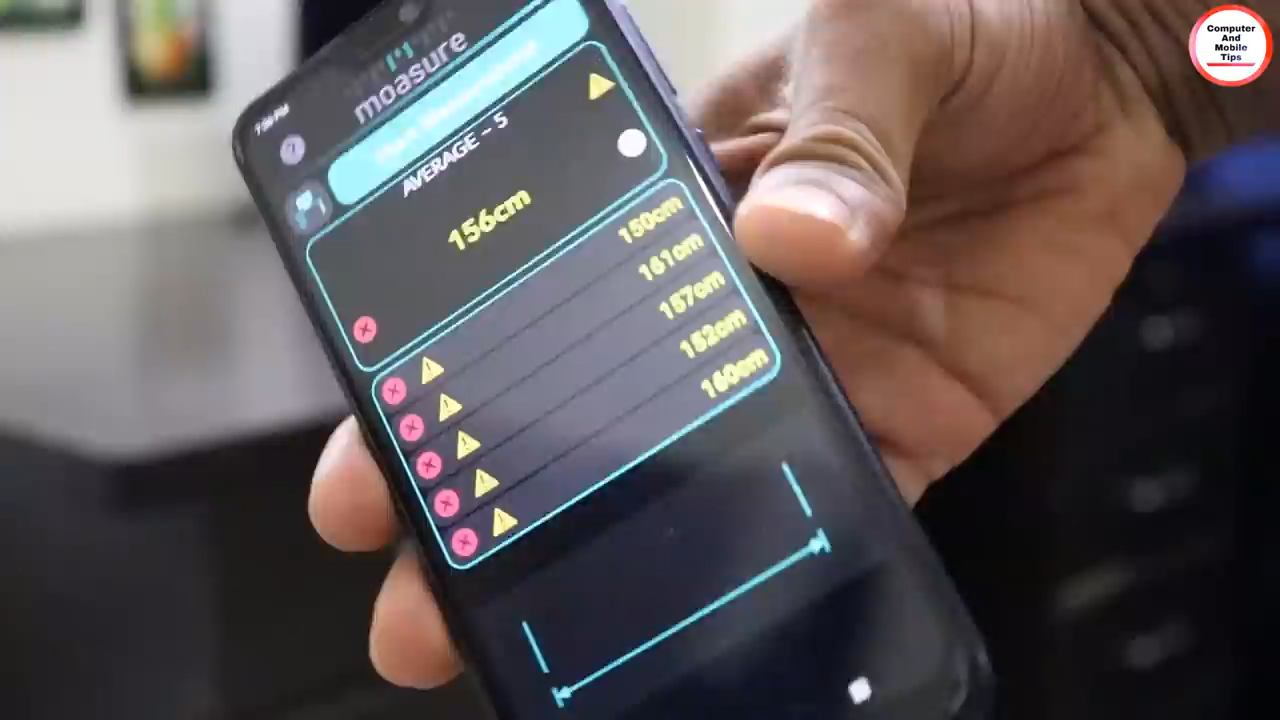 Computer
And
Mobile
Tips
moasure
AVERAGE - 5
156cm
150cm
161cm
157cm
152cm
160cm